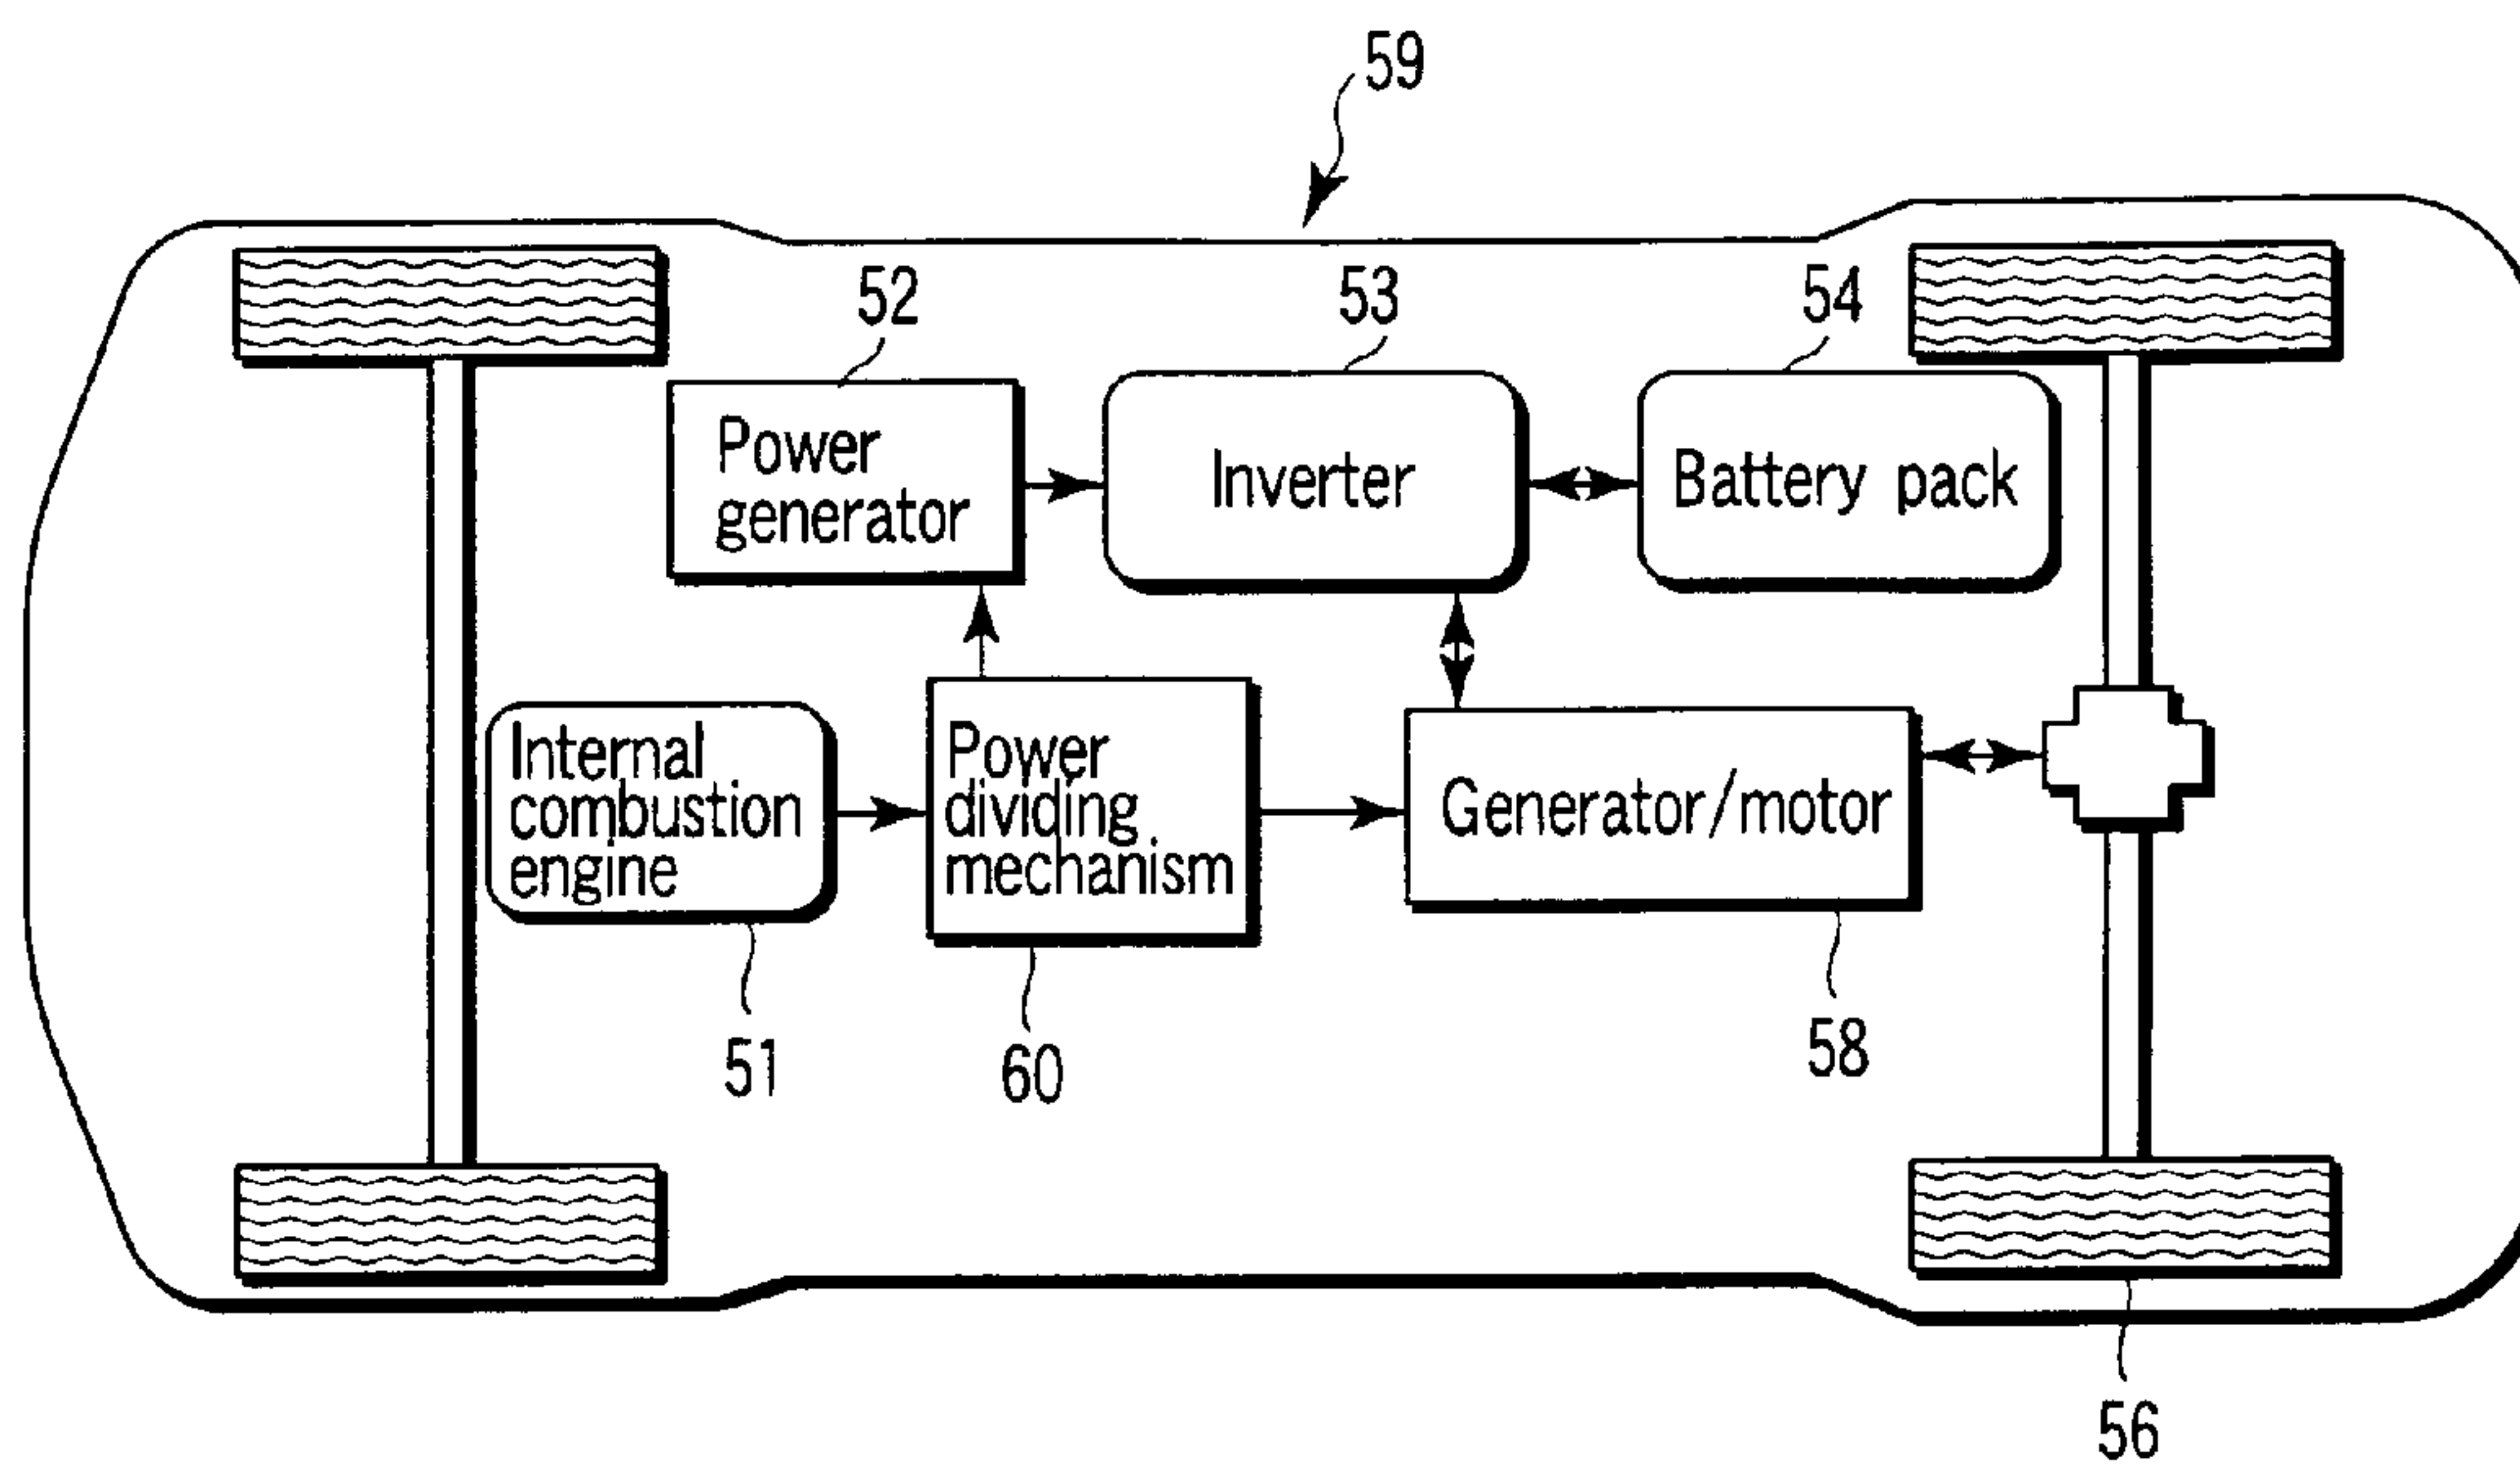 59
52
53
54
Power
generator
Inverter
Battery pack
Internal
combustion
engine
Power
dividing
mechanism
Generator/motor
51
60
58
56